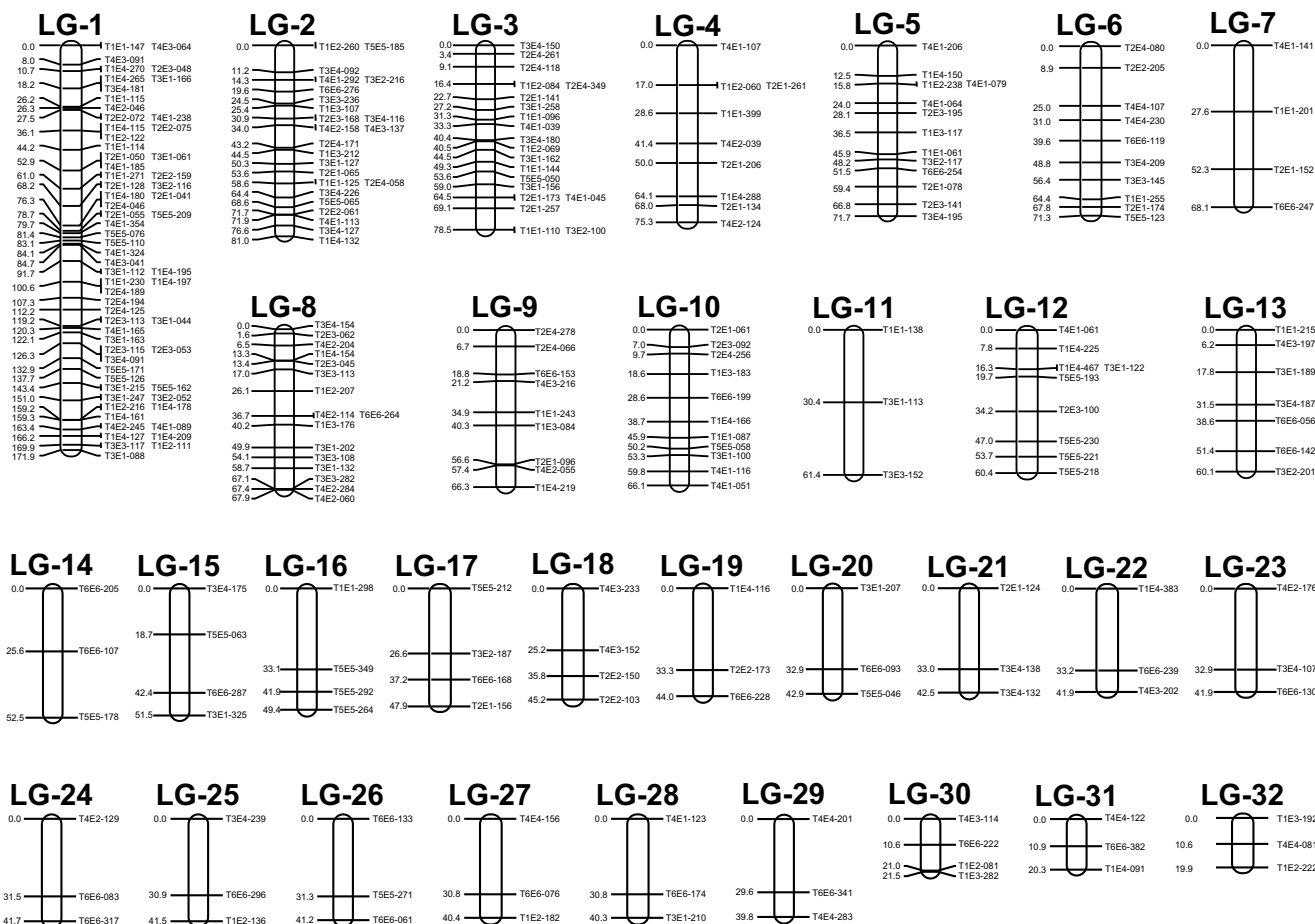 LG-1
0.0
8.0
10.7
18.2
26.2
26.3
27.5
36.1
44.2
52.9
61.0
68.2
76.3
78.7
79.7
81.4
83.1
84.1
84.7
91.7
100.6
107.3
112.2
119.2
120.3
122.1
126.3
132.9
137.7
143.4
151.0
159.2
159.3
163.4
166.2
169.9
171.9
T1E1-147 T4E3-064
T4E3-091
T1E4-270 T2E3-048
T1E4-265 T3E1-166
T3E4-181
T1E1-115
T4E2-046
T2E2-072 T4E1-238
T1E4-115 T2E2-075
T1E2-122
T1E1-114
T2E1-050 T3E1-061
T4E1-185
T1E1-271 T2E2-159
T2E1-128 T3E2-116
T1E4-180 T2E1-041
T2E4-046
T2E1-055 T5E5-209
T4E1-354
T5E5-076
T5E5-110
T4E1-324
T4E3-041
T3E1-112 T1E4-195
T1E1-230 T1E4-197
T2E4-189
T2E4-194
T2E4-125
T2E3-113 T3E1-044
T4E1-165
T3E1-163
T2E3-115 T2E3-053
T3E4-091
T5E5-171
T5E5-126
T3E1-215 T5E5-162
T3E1-247 T3E2-052
T2E2-216 T1E4-178
T1E4-161
T4E2-245 T4E1-089
T1E4-127 T1E4-209
T3E3-117 T1E2-111
T3E1-088
LG-2
0.0 T1E2-260 T5E5-185
11.2 T3E4-092
14.3 T4E1-292 T3E2-216
19.6 T6E6-276
24.5 T3E3-236
25.4 T1E3-107
30.9 T2E3-168 T3E4-116
34.0 T4E2-158 T4E3-137
43.2 T2E4-171
44.5 T1E3-212
50.3 T3E1-127
53.6 T2E1-065
58.6 T1E1-125 T2E4-058
64.4 T3E4-226
68.6 T5E5-065
71.7 T2E2-061
71.9 T4E1-113
76.6 T3E4-127
81.0 T1E4-132
LG-3
0.0 T3E4-150
3.4 T2E4-261
9.1 T2E4-118
16.4 T1E2-084 T2E4-349
22.7 T2E1-141
27.2 T3E1-258
31.3 T1E1-096
33.3 T4E1-039
40.4 T3E4-180
40.5 T1E2-069
44.5 T3E1-162
49.3 T1E1-144
53.6 T5E5-050
59.0 T3E1-156
64.5 T2E1-173 T4E1-045
69.1 T2E1-257
78.5 T1E1-110 T3E2-100
LG-4
0.0 T4E1-107
17.0 T1E2-060 T2E1-261
28.6 T1E1-399
41.4 T4E2-039
50.0 T2E1-206
64.1 T1E4-288
68.0 T2E1-134
75.3 T4E2-124
LG-5
0.0 T4E1-206
12.5 T1E4-150
15.8 T1E2-238 T4E1-079
24.0 T4E1-064
28.1 T2E3-195
36.5 T1E3-117
45.9 T1E1-061
48.2 T3E2-117
51.5 T6E6-254
59.4 T2E1-078
66.8 T2E3-141
71.7 T3E4-195
LG-6
0.0 T2E4-080
8.9 T2E2-205
25.0 T4E4-107
31.0 T4E4-230
39.6 T6E6-119
48.8 T3E4-209
56.4 T3E3-145
64.4 T1E1-255
67.8 T2E1-174
71.3 T5E5-123
LG-7
0.0 T4E1-141
27.6 T1E1-201
52.3 T2E1-152
68.1 T6E6-247
LG-8
0.0 T3E4-154
1.6 T2E3-062
6.5 T4E2-204
13.3 T1E4-154
13.4 T2E3-045
17.0 T3E3-113
26.1 T1E2-207
36.7 T4E2-114 T6E6-264
40.2 T1E3-176
49.9 T3E1-202
54.1 T3E3-108
58.7 T3E1-132
67.1 T3E3-282
67.4 T4E2-284
67.9 T4E2-060
LG-9
0.0 T2E4-278
6.7 T2E4-066
18.8 T6E6-153
21.2 T4E3-216
34.9 T1E1-243
40.3 T1E3-084
56.6 T2E1-096
57.4 T4E2-055
66.3 T1E4-219
LG-10
0.0 T2E1-061
7.0 T2E3-092
9.7 T2E4-256
18.6 T1E3-183
28.6 T6E6-199
38.7 T1E4-166
45.9 T1E1-087
50.2 T5E5-058
53.3 T3E1-100
59.8 T4E1-116
66.1 T4E1-051
LG-11
0.0 T1E1-138
30.4 T3E1-113
61.4 T3E3-152
LG-12
0.0 T4E1-061
7.8 T1E4-225
16.3 T1E4-467 T3E1-122
19.7 T5E5-193
34.2 T2E3-100
47.0 T5E5-230
53.7 T5E5-221
60.4 T5E5-218
LG-13
0.0 T1E1-215
6.2 T4E3-197
17.8 T3E1-189
31.5 T3E4-187
38.6 T6E6-056
51.4 T6E6-142
60.1 T3E2-201
LG-14
0.0 T6E6-205
25.6 T6E6-107
52.5 T5E5-178
LG-15
0.0 T3E4-175
18.7 T5E5-063
42.4 T6E6-287
51.5 T3E1-325
LG-16
0.0 T1E1-298
33.1 T5E5-349
41.9 T5E5-292
49.4 T5E5-264
LG-17
0.0 T5E5-212
26.6 T3E2-187
37.2 T6E6-168
47.9 T2E1-156
LG-18
0.0 T4E3-233
25.2 T4E3-152
35.8 T2E2-150
45.2 T2E2-103
LG-19
0.0 T1E4-116
33.3 T2E2-173
44.0 T6E6-228
LG-20
0.0 T3E1-207
32.9 T6E6-093
42.9 T5E5-046
LG-21
0.0 T2E1-124
33.0 T3E4-138
42.5 T3E4-132
LG-22
0.0 T1E4-383
33.2 T6E6-239
41.9 T4E3-202
LG-23
0.0 T4E2-176
32.9 T3E4-107
41.9 T6E6-130
LG-24
0.0 T4E2-129
31.5 T6E6-083
41.7 T6E6-317
LG-25
0.0 T3E4-239
30.9 T6E6-296
41.5 T1E2-136
LG-26
0.0 T6E6-133
31.3 T5E5-271
41.2 T6E6-061
LG-27
0.0 T4E4-156
30.8 T6E6-076
40.4 T1E2-182
LG-28
0.0 T4E1-123
30.8 T6E6-174
40.3 T3E1-210
LG-29
0.0 T4E4-201
29.6 T6E6-341
39.8 T4E4-283
LG-30
0.0 T4E3-114
10.6 T6E6-222
21.0 T1E2-081
21.5 T1E3-282
LG-31
0.0 T4E4-122
10.9 T6E6-382
20.3 T1E4-091
LG-32
0.0 T1E3-192
10.6 T4E4-081
19.9 T1E2-222